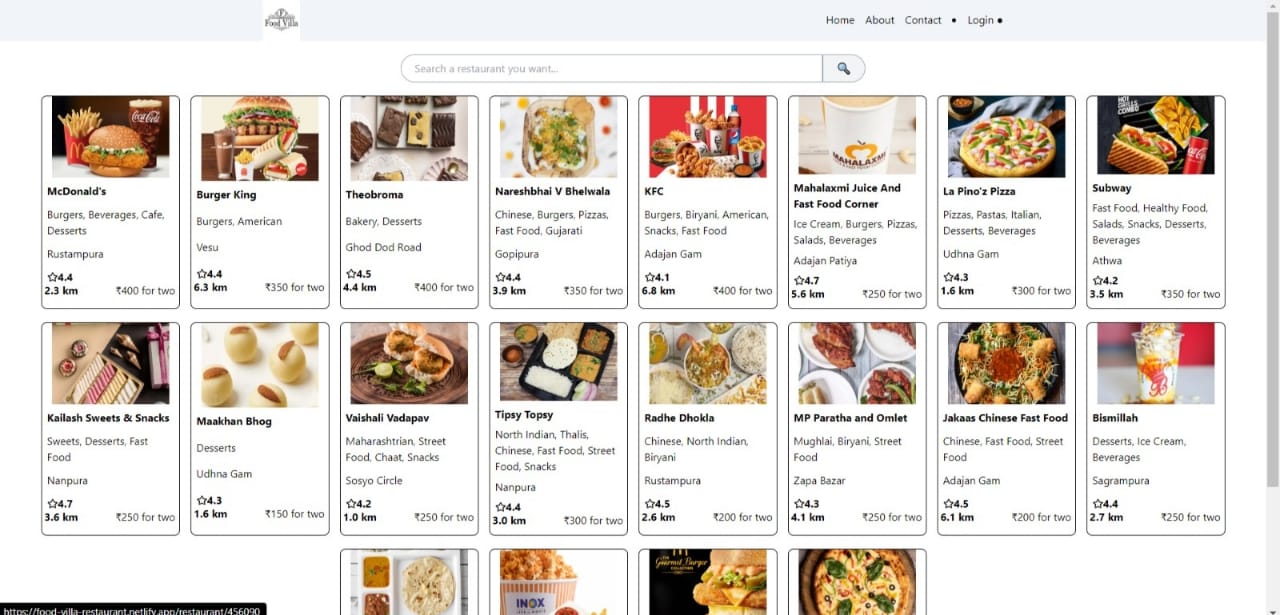 Food Villa
Home About Contact • Login ●
Search a restaurant you want...
McDonald's
Burgers, Beverages, Cafe,
Desserts
Rustampura
☆4.4
2.3 km ₹400 for two
Burger King
Burgers, American
Vesu
☆4.4
6.3 km ₹350 for two
Theobroma
Bakery, Desserts
Ghod Dod Road
☆4.5
4.4 km ₹400 for two
Nareshbhai V Bhelwala
Chinese, Burgers, Pizzas,
Fast Food, Gujarati
Gopipura
☆4.4
3.9 km ₹350 for two
KFC
Burgers, Biryani, American,
Snacks, Fast Food
Adajan Gam
☆4.1
6.8 km ₹400 for two
MAHALAXMI
Mahalaxmi Juice And
Fast Food Corner
Ice Cream, Burgers, Pizzas,
Salads, Beverages
Adajan Patiya
☆4.7
5.6 km ₹250 for two
La Pino'z Pizza
Pizzas, Pastas, Italian,
Desserts, Beverages
Udhna Gam
☆4.3
1.6 km ₹300 for two
Subway
Fast Food, Healthy Food,
Salads, Snacks, Desserts,
Beverages
Athwa
☆4.2
3.5 km ₹350 for two
Kailash Sweets & Snacks
Sweets, Desserts, Fast
Food
Nanpura
☆4.7
3.6 km ₹250 for two
Maakhan Bhog
Desserts
Udhna Gam
☆4.3
1.6 km ₹150 for two
Vaishali Vadapav
Maharashtrian, Street
Food, Chaat, Snacks
Sosyo Circle
☆4.2
1.0 km ₹250 for two
Tipsy Topsy
North Indian, Thalis,
Chinese, Fast Food, Street
Food, Snacks
Nanpura
☆4.4
3.0 km ₹300 for two
Radhe Dhokla
Chinese, North Indian,
Biryani
Rustampura
☆4.5
2.6 km ₹200 for two
MP Paratha and Omlet
Mughlai, Biryani, Street
Food
Zapa Bazar
☆4.3
4.1 km ₹250 for two
Jakaas Chinese Fast Food
Chinese, Fast Food, Street
Food
Adajan Gam
☆4.5
6.1 km ₹200 for two
Bismillah
Desserts, Ice Cream,
Beverages
Sagrampura
☆4.4
2.7 km ₹250 for two
INOX
Gourmet Burger
https://food-villa-restaurant.netlify.app/restaurant/456090